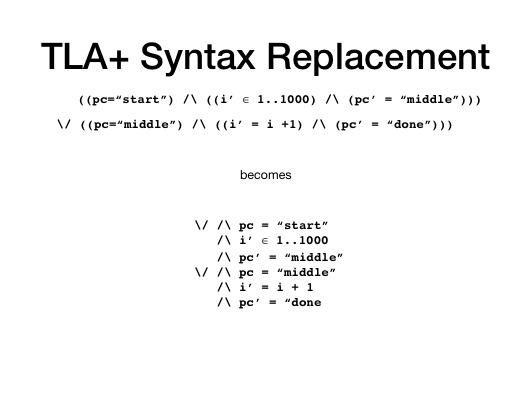 TLA+ Syntax Replacement
((pc=“start”) /\ ((i’ ∈ 1..1000) /\ (pc’ = “middle”)))
\/ ((pc=“middle”) /\ ((i’ = i +1) /\ (pc’ = “done”)))
becomes
\/ /\ pc = “start”
/\ i’ ∈ 1..1000
/\ pc’ = “middle”
\/ /\ pc = “middle”
/\ i’ = i + 1
/\ pc’ = “done